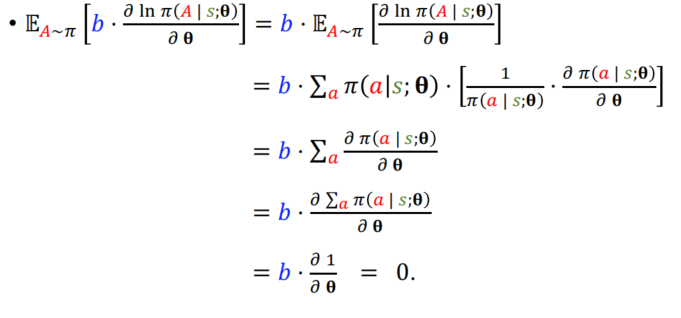 • 𝔼_{A~π} [b · ∂ ln π(A | s;θ) / ∂ θ] = b · 𝔼_{A~π} [∂ ln π(A | s;θ) / ∂ θ]
= b · ∑_a π(a|s; θ) · [1 / π(a | s;θ) · ∂ π(a | s;θ) / ∂ θ]
= b · ∑_a ∂ π(a | s;θ) / ∂ θ
= b · ∂ ∑_a π(a | s;θ) / ∂ θ
= b · ∂ 1 / ∂ θ = 0.